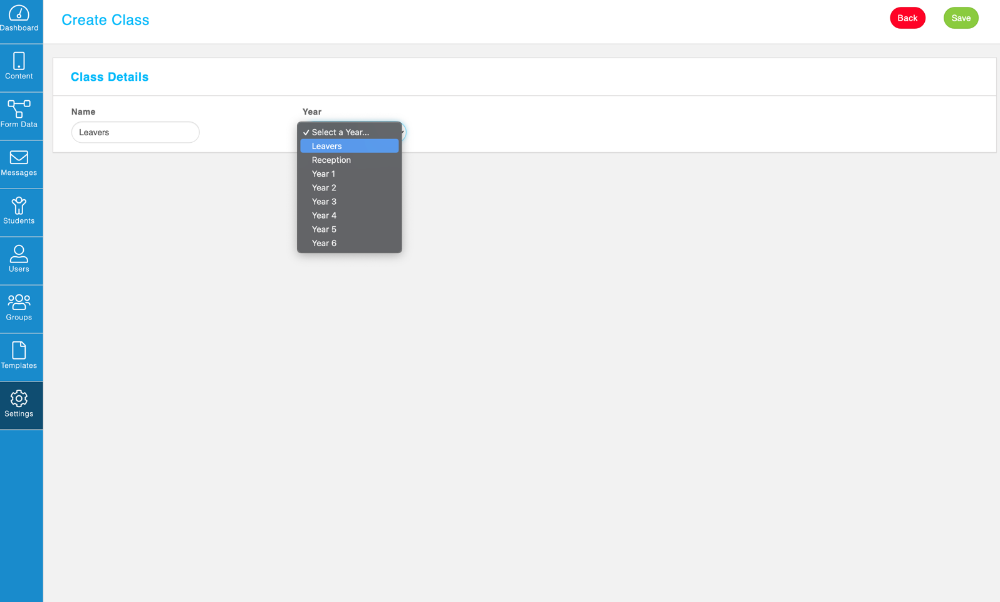 Dashboard
Content
Form Data
Messages
Students
Users
Groups
Templates
Settings
Create Class
Back
Save
Class Details
Name
Leavers
Year
✓ Select a Year...
Leavers
Reception
Year 1
Year 2
Year 3
Year 4
Year 5
Year 6